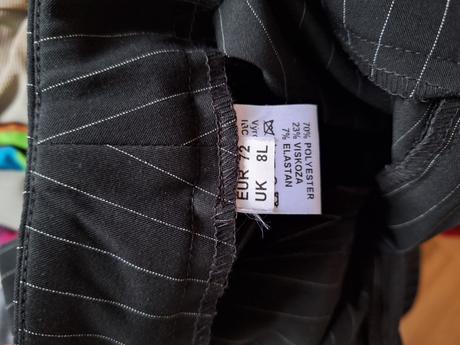 70% POLYESTER
23% VISKOZA
7% ELASTAN
EUR 72
UK 8L